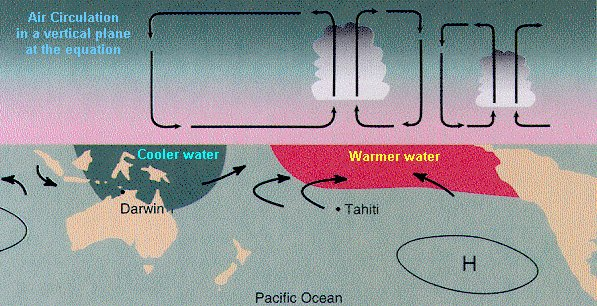 Air Circulation
in a vertical plane
at the equation
Cooler water
Warmer water
Darwin
Tahiti
H
Pacific Ocean